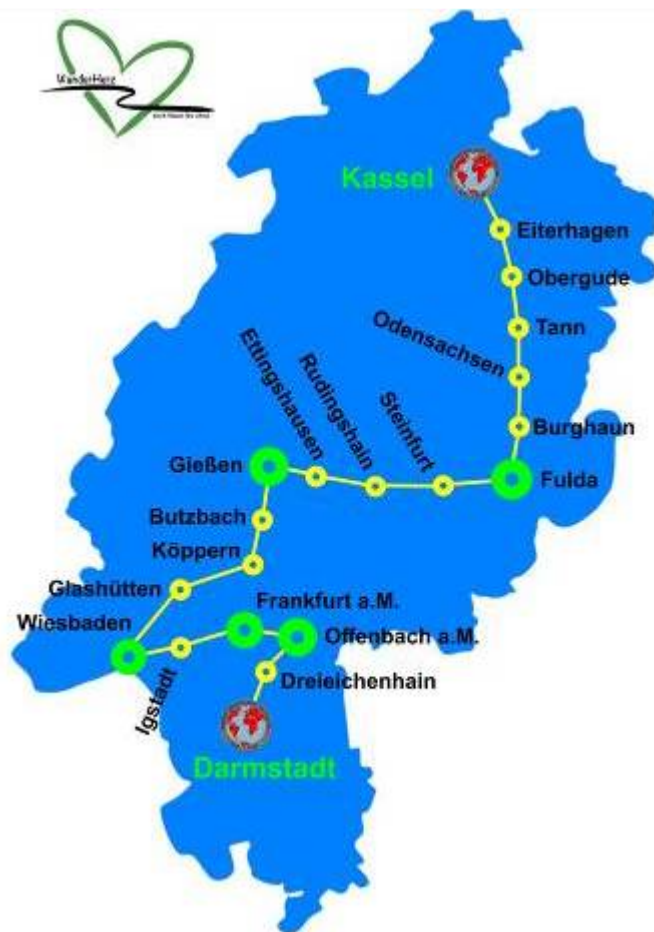 WanderHerz
Kassel
Eiterhagen
Obergude
Tann
Odensachsen
Ettingshausen
Rudingshain
Steinfurt
Burghaun
Gießen
Fulda
Butzbach
Köppern
Glashütten
Frankfurt a.M.
Wiesbaden
Offenbach a.M.
Igstadt
Dreieichenhain
Darmstadt